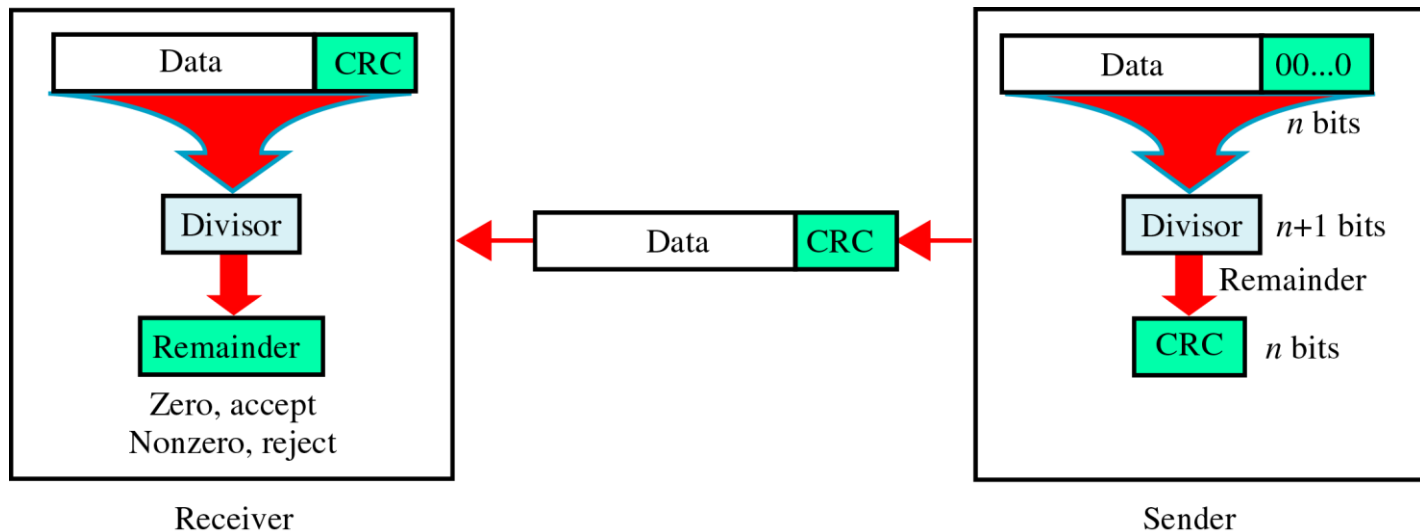 Data CRC
Divisor
Remainder
Zero, accept
Nonzero, reject
Receiver
Data CRC
Data 00...0
n bits
Divisor n+1 bits
Remainder
CRC n bits
Sender